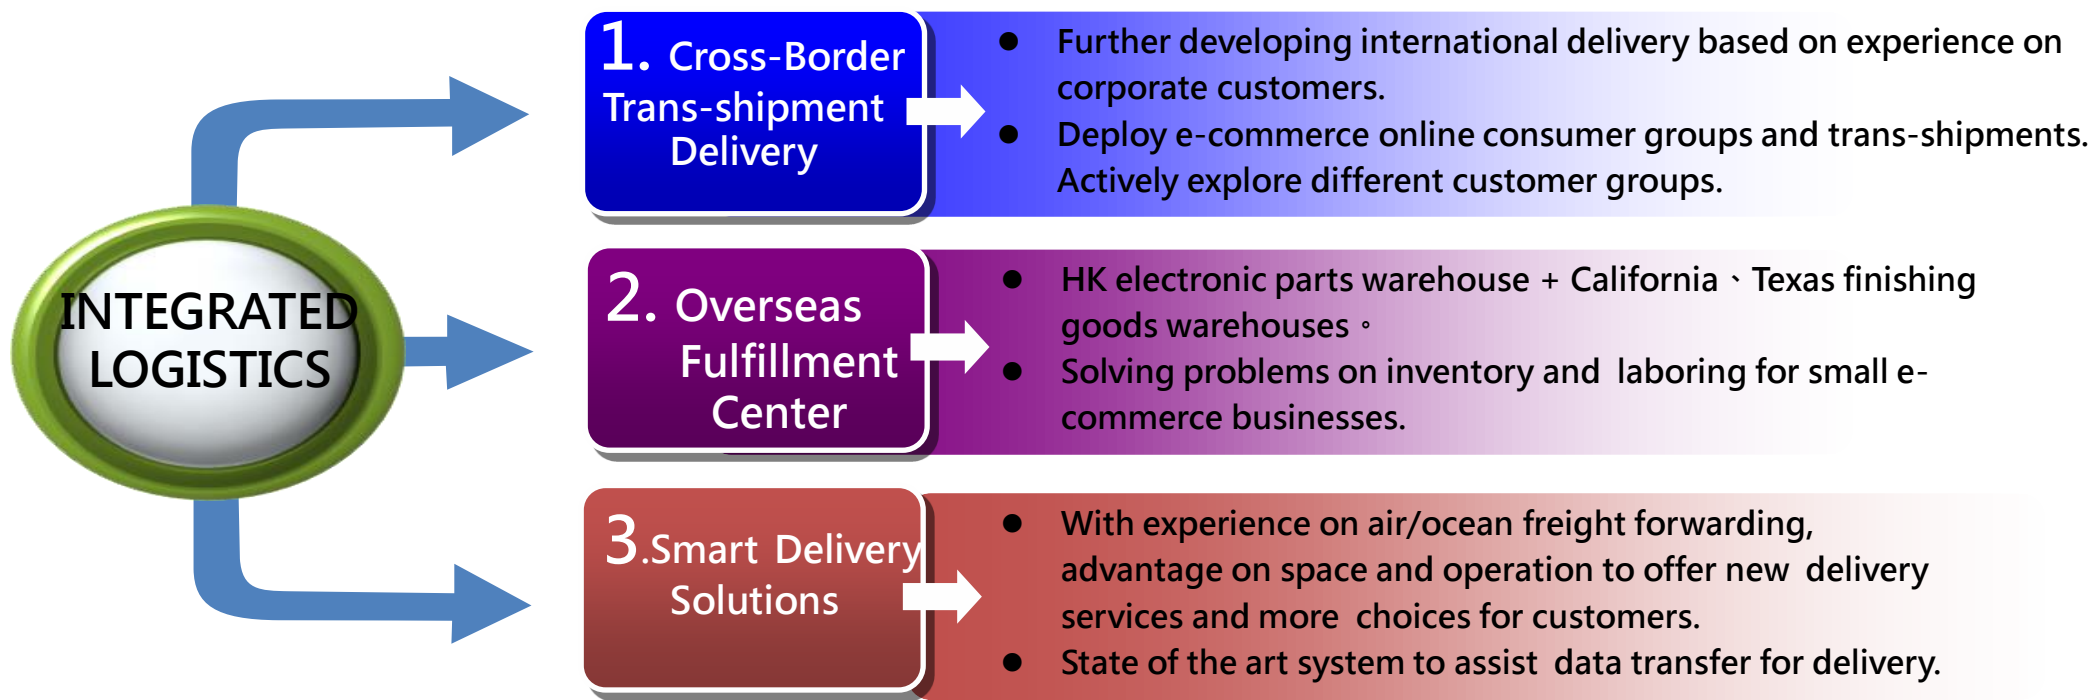 INTEGRATED
LOGISTICS
1. Cross-Border
Trans-shipment
Delivery
● Further developing international delivery based on experience on
corporate customers.
● Deploy e-commerce online consumer groups and trans-shipments.
Actively explore different customer groups.
2. Overseas
Fulfillment
Center
● HK electronic parts warehouse + California、Texas finishing
goods warehouses。
● Solving problems on inventory and laboring for small e-
commerce businesses.
3.Smart Delivery
Solutions
● With experience on air/ocean freight forwarding,
advantage on space and operation to offer new delivery
services and more choices for customers.
● State of the art system to assist data transfer for delivery.